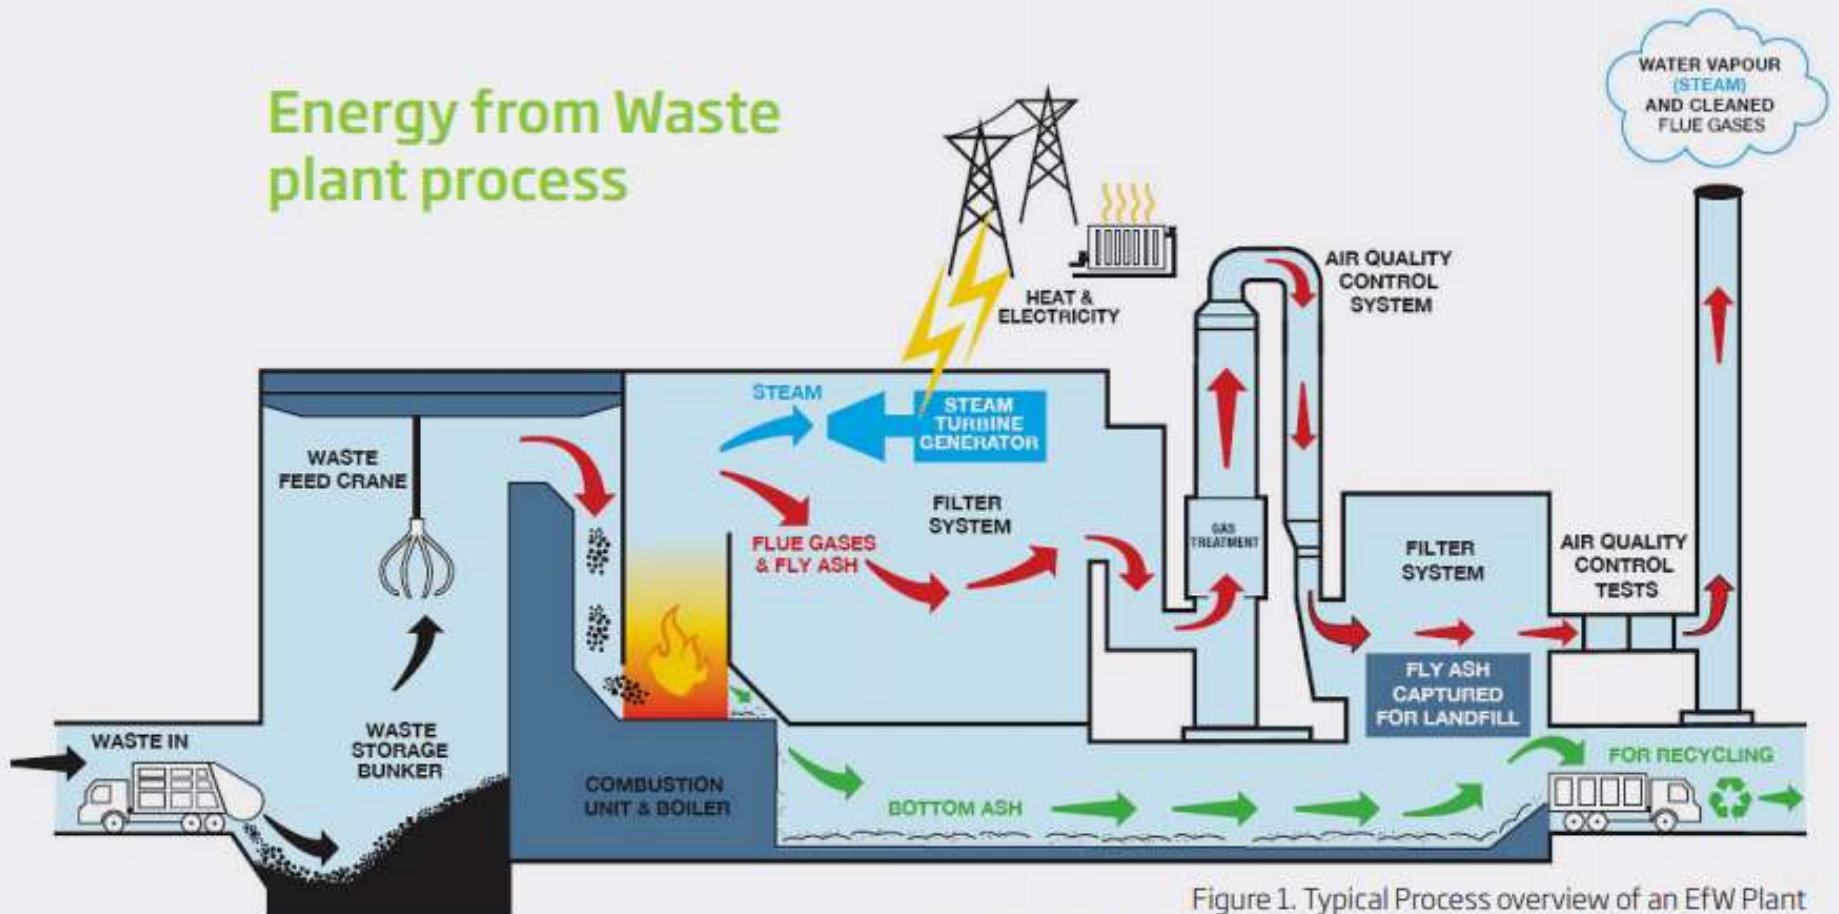 Energy from Waste
plant process
WATER VAPOUR
(STEAM)
AND CLEANED
FLUE GASES
HEAT &
ELECTRICITY
AIR QUALITY
CONTROL
SYSTEM
STEAM
STEAM
TURBINE
GENERATOR
WASTE
FEED CRANE
FILTER
SYSTEM
FLUE GASES
& FLY ASH
GAS
TREATMENT
FILTER
SYSTEM
AIR QUALITY
CONTROL
TESTS
FLY ASH
CAPTURED
FOR LANDFILL
WASTE IN
WASTE
STORAGE
BUNKER
COMBUSTION
UNIT & BOILER
BOTTOM ASH
FOR RECYCLING
Figure 1. Typical Process overview of an EfW Plant